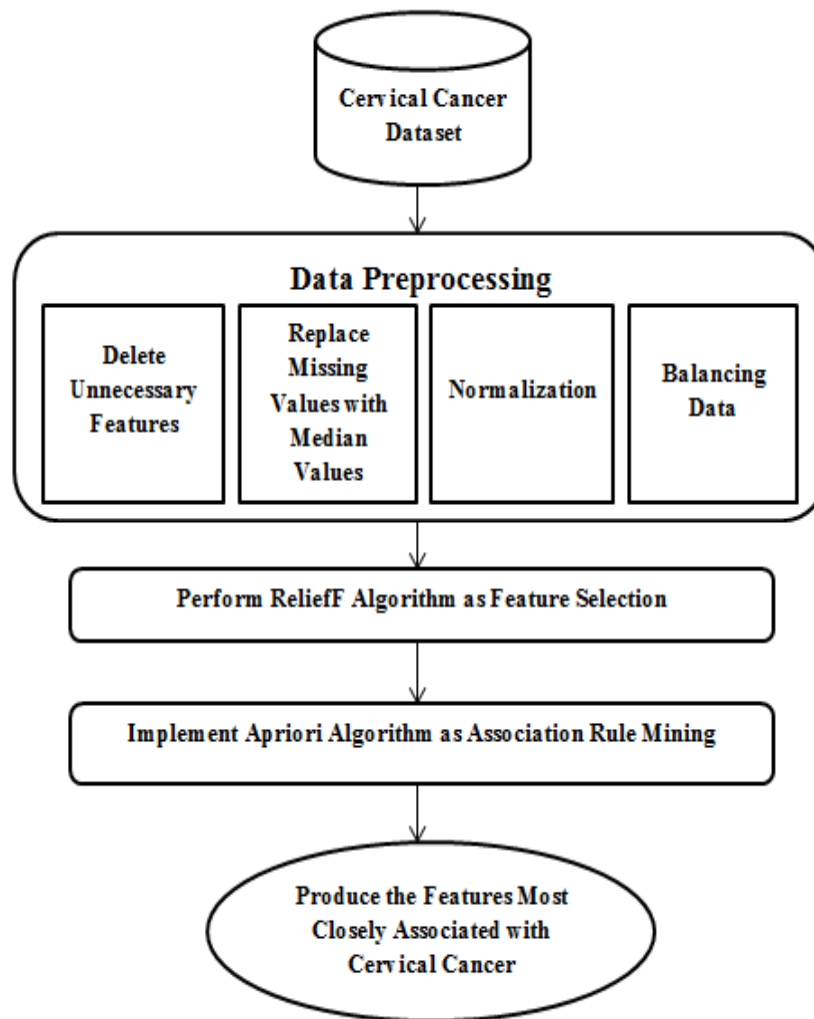 Cervical Cancer
Dataset
Data Preprocessing
Delete
Unnecessary
Features
Replace
Missing
Values with
Median
Values
Normalization
Balancing
Data
Perform ReliefF Algorithm as Feature Selection
Implement Apriori Algorithm as Association Rule Mining
Produce the Features Most
Closely Associated with
Cervical Cancer